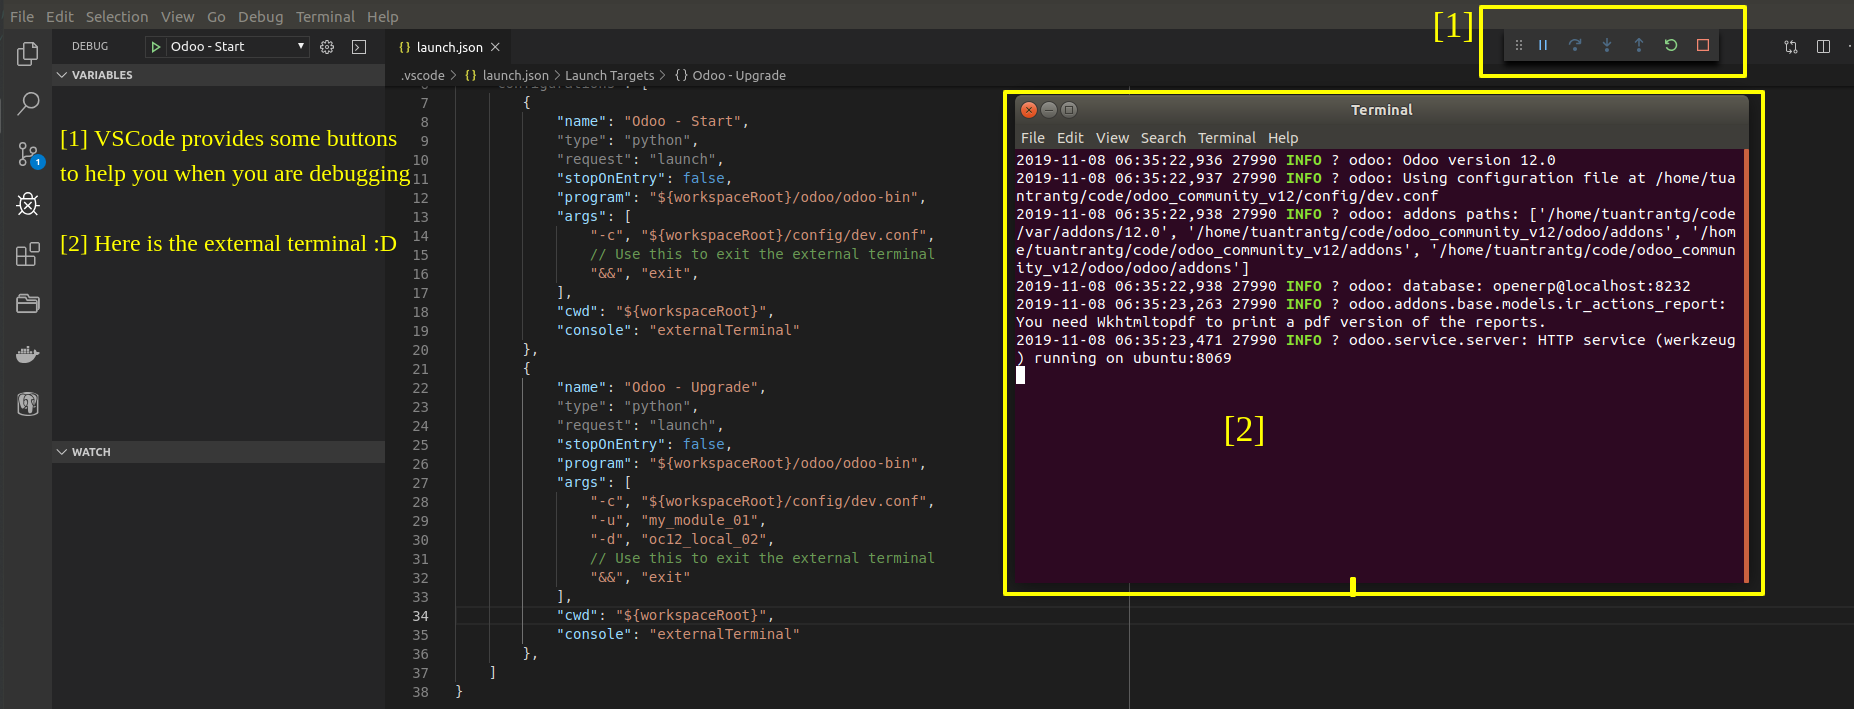 File Edit Selection View Go Debug Terminal Help
[1]
DEBUG Odoo - Start
{} launch.json ×
VARIABLES
.vscode > {} launch.json > Launch Targets > {} Odoo - Upgrade
[1] VSCode provides some buttons
to help you when you are debugging
[2] Here is the external terminal :D
1
WATCH
7 {
8 "name": "Odoo - Start",
9 "type": "python",
10 "request": "launch",
11 "stopOnEntry": false,
12 "program": "${workspaceRoot}/odoo/odoo-bin",
13 "args": [
14 "-c", "${workspaceRoot}/config/dev.conf",
15 // Use this to exit the external terminal
16 "&&", "exit",
17 ],
18 "cwd": "${workspaceRoot}",
19 "console": "externalTerminal"
20 },
21 {
22 "name": "Odoo - Upgrade",
23 "type": "python",
24 "request": "launch",
25 "stopOnEntry": false,
26 "program": "${workspaceRoot}/odoo/odoo-bin",
27 "args": [
28 "-c", "${workspaceRoot}/config/dev.conf",
29 "-u", "my_module_01",
30 "-d", "oc12_local_02",
31 // Use this to exit the external terminal
32 "&&", "exit"
33 ],
34 "cwd": "${workspaceRoot}",
35 "console": "externalTerminal"
36 },
37 ]
38 }
Terminal
File Edit View Search Terminal Help
2019-11-08 06:35:22,936 27990 INFO ? odoo: Odoo version 12.0
2019-11-08 06:35:22,937 27990 INFO ? odoo: Using configuration file at /home/tua
ntrantg/code/odoo_community_v12/config/dev.conf
2019-11-08 06:35:22,938 27990 INFO ? odoo: addons paths: ['/home/tuantrantg/code
/var/addons/12.0', '/home/tuantrantg/code/odoo_community_v12/odoo/addons', '/hom
e/tuantrantg/code/odoo_community_v12/addons', '/home/tuantrantg/code/odoo_commun
ity_v12/odoo/odoo/addons']
2019-11-08 06:35:22,938 27990 INFO ? odoo: database: openerp@localhost:8232
2019-11-08 06:35:23,263 27990 INFO ? odoo.addons.base.models.ir_actions_report:
You need Wkhtmltopdf to print a pdf version of the reports.
2019-11-08 06:35:23,471 27990 INFO ? odoo.service.server: HTTP service (werkzeug
) running on ubuntu:8069
[2]